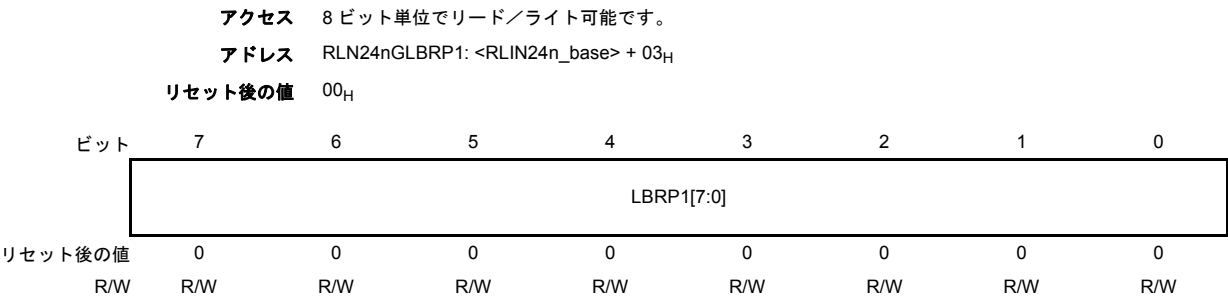 アクセス 8 ビット単位でリード／ライト可能です。
アドレス RLN24nGLBRP1: <RLIN24n_base> + 03H
リセット後の値 00H
ビット 7 6 5 4 3 2 1 0
LBRP1[7:0]
リセット後の値 0 0 0 0 0 0 0 0
R/W R/W R/W R/W R/W R/W R/W R/W R/W